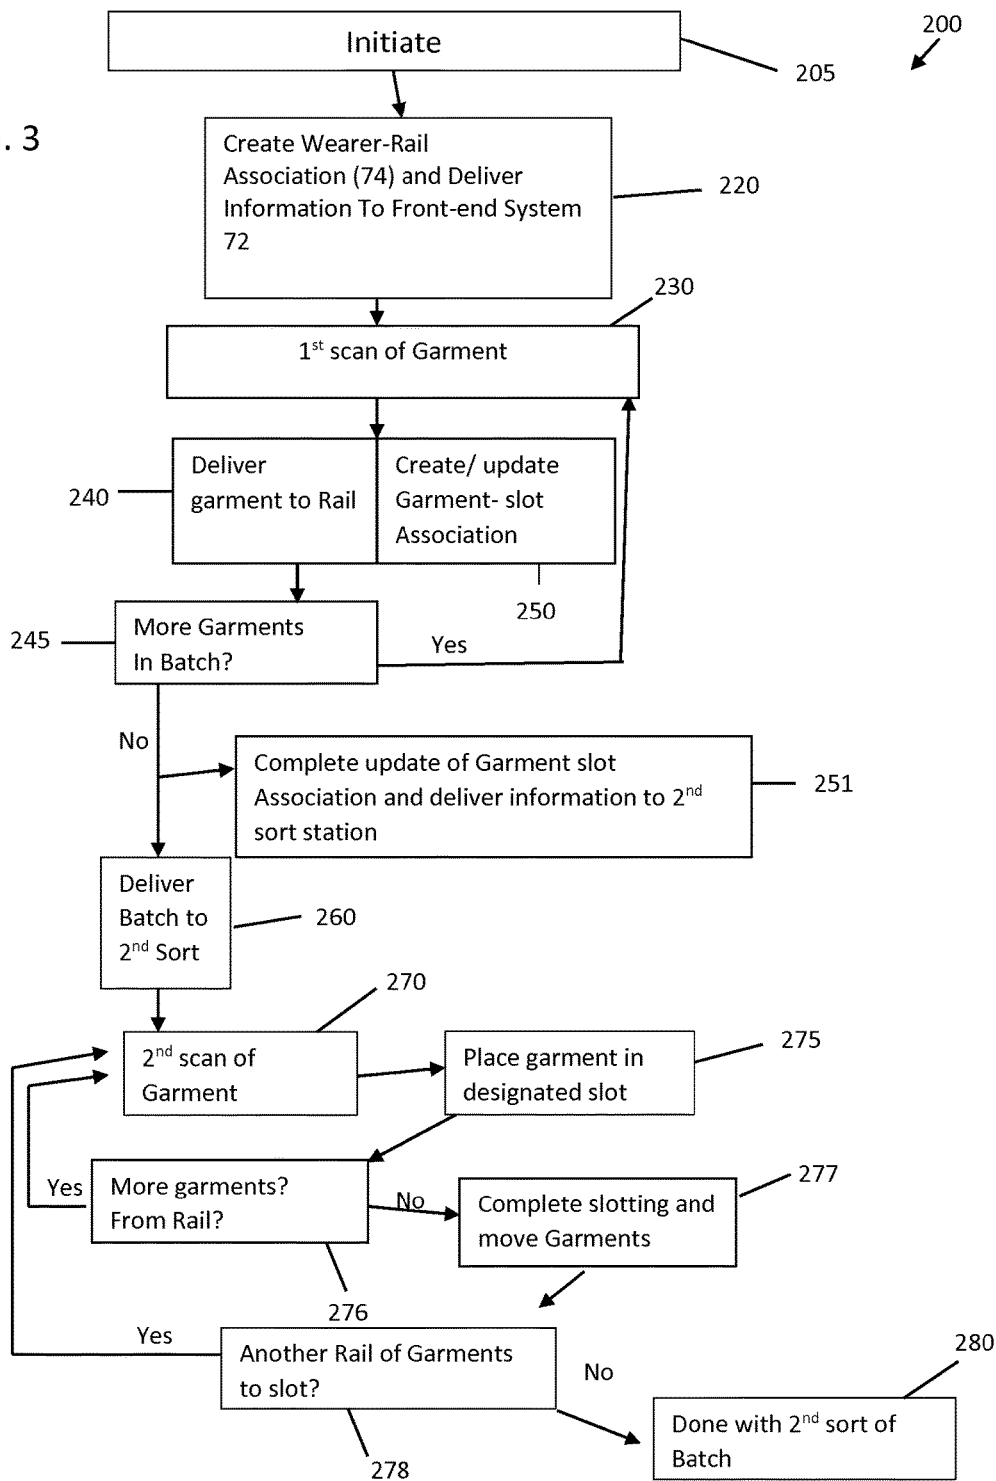 Initiate
200
205
. 3
Create Wearer-Rail
Association (74) and Deliver
Information To Front-end System
72
220
230
1st scan of Garment
Deliver
garment to Rail
Create/ update
Garment- slot
Association
240
250
More Garments
In Batch?
245
Yes
No
Complete update of Garment slot
Association and deliver information to 2nd
sort station
251
Deliver
Batch to
2nd Sort
260
270
2nd scan of
Garment
Place garment in
designated slot
275
Yes
More garments?
From Rail?
No
276
Complete slotting and
move Garments
277
Yes
Another Rail of Garments
to slot?
No
278
280
Done with 2nd sort of
Batch